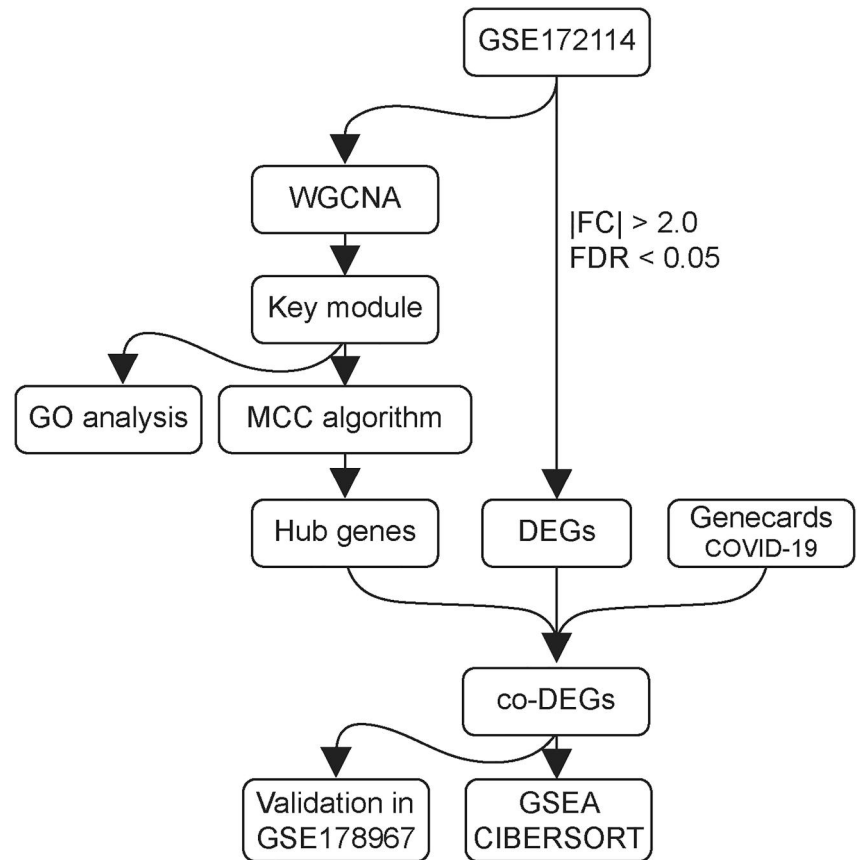 GSE172114
WGCNA
|FC| > 2.0
FDR < 0.05
Key module
GO analysis
MCC algorithm
Hub genes
DEGs
Genecards
COVID-19
co-DEGs
Validation in
GSE178967
GSEA
CIBERSORT